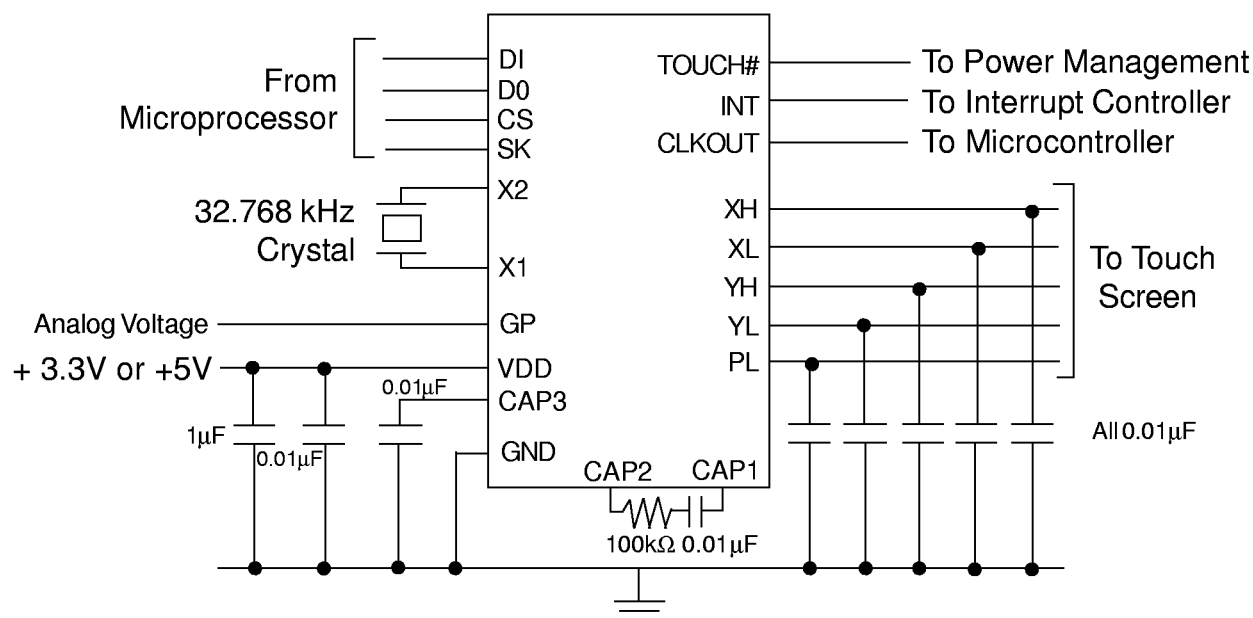 From
Microprocessor
DI
D0
CS
SK
X2
32.768 kHz
Crystal
X1
Analog Voltage
GP
+ 3.3V or +5V
VDD
0.01µF
CAP3
1µF
0.01µF
GND
CAP2
CAP1
100kΩ 0.01µF
TOUCH#
To Power Management
INT
To Interrupt Controller
CLKOUT
To Microcontroller
XH
XL
YH
YL
PL
To Touch
Screen
All 0.01µF